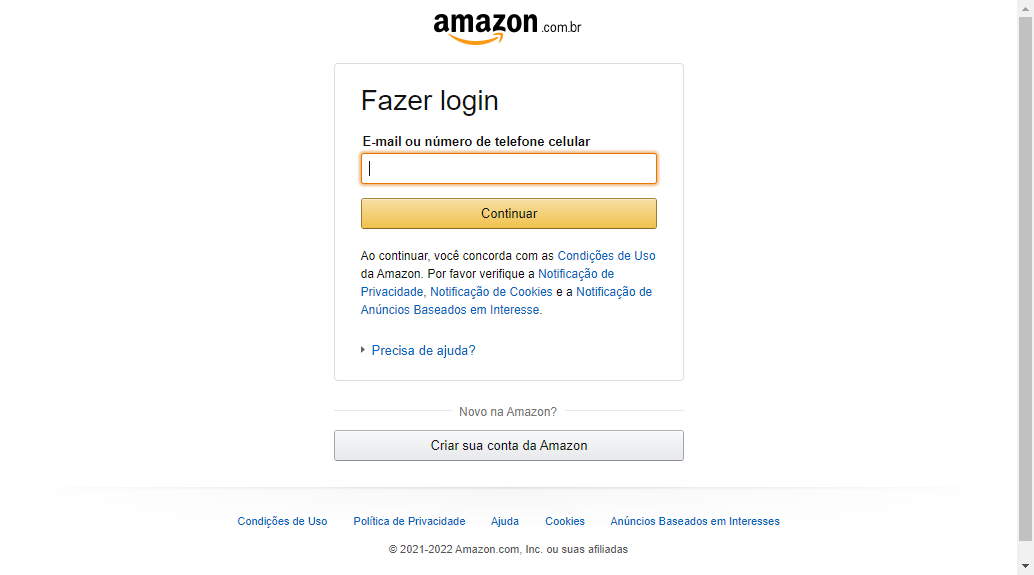 amazon.com.br
Fazer login
E-mail ou número de telefone celular
Continuar
Ao continuar, você concorda com as Condições de Uso
da Amazon. Por favor verifique a Notificação de
Privacidade, Notificação de Cookies e a Notificação de
Anúncios Baseados em Interesse.
Precisa de ajuda?
Novo na Amazon?
Criar sua conta da Amazon
Condições de Uso Política de Privacidade Ajuda Cookies Anúncios Baseados em Interesses
© 2021-2022 Amazon.com, Inc. ou suas afiliadas